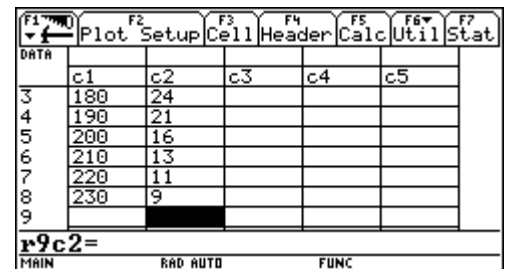 F1 F2 F3 F4 F5 F6 F7
Plot Setup Cell Header Calc Util Stat
DATA
c1 c2 c3 c4 c5
3 180 24
4 190 21
5 200 16
6 210 13
7 220 11
8 230 9
9
r9c2=
MAIN RAD AUTO FUNC